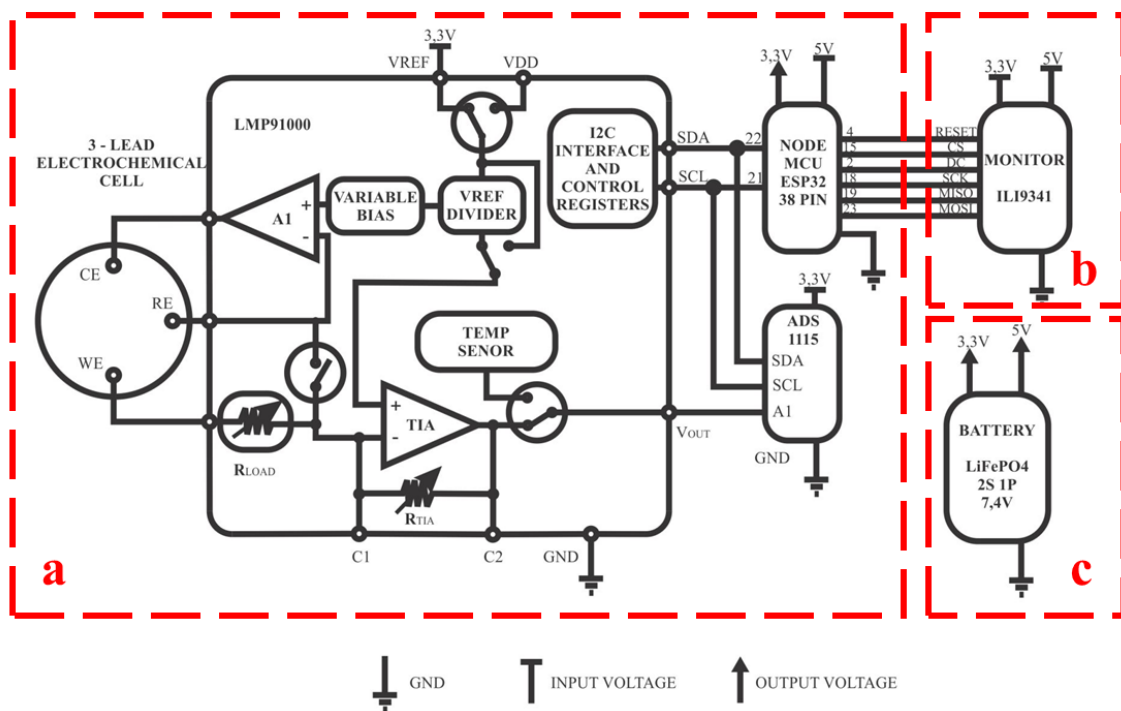 3,3V
VREF
VDD
LMP91000
3 - LEAD
ELECTROCHEMICAL
CELL
A1
+
-
VARIABLE
BIAS
VREF
DIVIDER
I2C
INTERFACE
AND
CONTROL
REGISTERS
SDA
SCL
22
21
3,3V
5V
NODE
MCU
ESP32
38 PIN
4
15
2
18
19
23
RESET
CS
DC
SCK
MISO
MOSI
3,3V
5V
MONITOR
ILI9341
b
CE
RE
WE
TEMP
SENOR
+
-
TIA
RLOAD
RTIA
C1
C2
GND
VOUT
3,3V
ADS
1115
SDA
SCL
A1
GND
a
3,3V
5V
BATTERY
LiFePO4
2S 1P
7,4V
c
GND
INPUT VOLTAGE
OUTPUT VOLTAGE